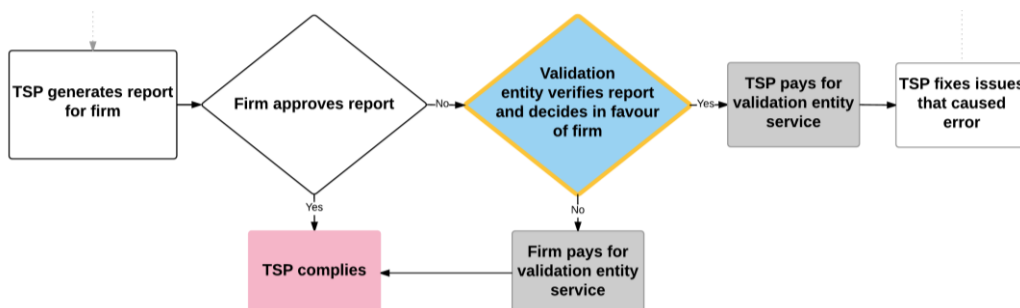 TSP generates report
for firm
Firm approves report
No
Validation
entity verifies report
and decides in favour
of firm
Yes
TSP pays for
validation entity
service
TSP fixes issues
that caused
error
Yes
No
TSP complies
Firm pays for
validation entity
service